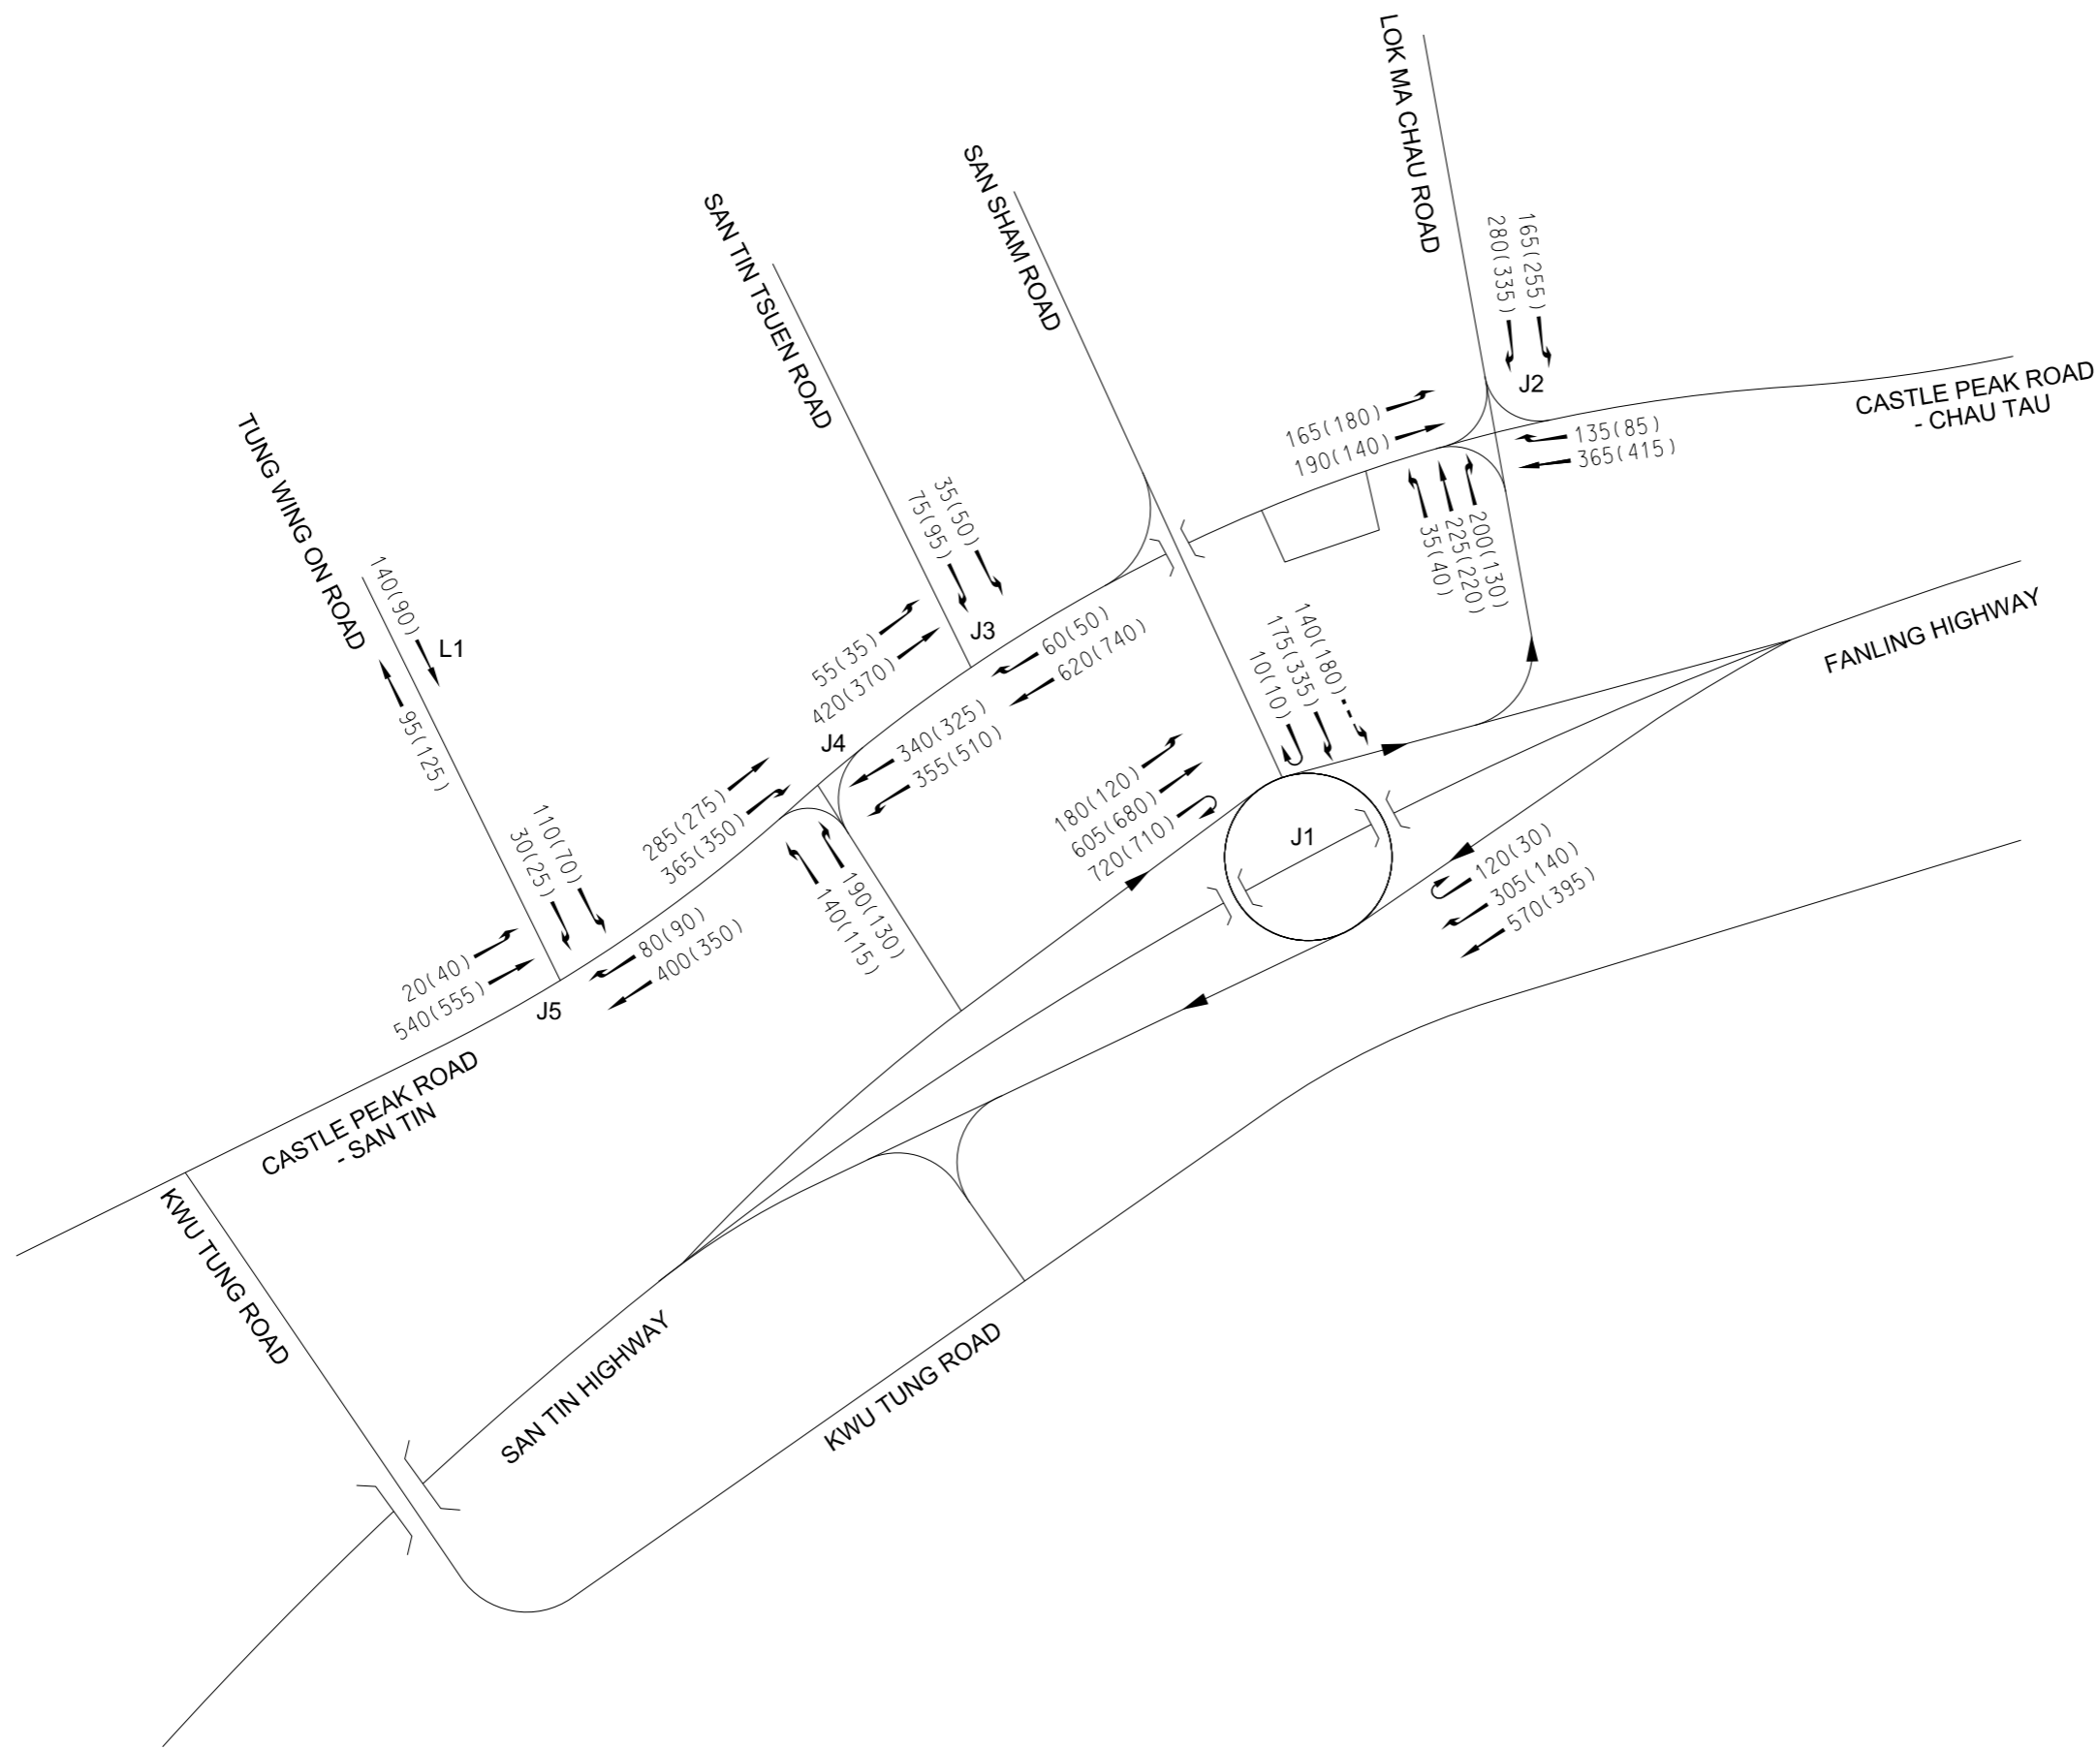 LOK MA CHAU ROAD
SAN SHAM ROAD
SAN TIN TSUEN ROAD
TUNG WING ON ROAD
165(255)
280(335)
J2
CASTLE PEAK ROAD
- CHAU TAU
165(180)
190(140)
135(85)
365(415)
200(130)
225(220)
35(40)
35(50)
75(95)
J3
55(35)
420(370)
60(50)
620(740)
140(90)
L1
95(125)
FANLING HIGHWAY
140(180)
175(335)
10(10)
J4
340(325)
355(510)
285(275)
365(350)
190(130)
140(115)
180(120)
605(680)
720(710)
J1
120(30)
305(140)
570(395)
110(70)
30(25)
20(40)
540(555)
80(90)
400(350)
J5
CASTLE PEAK ROAD
- SAN TIN
KWU TUNG ROAD
SAN TIN HIGHWAY
KWU TUNG ROAD